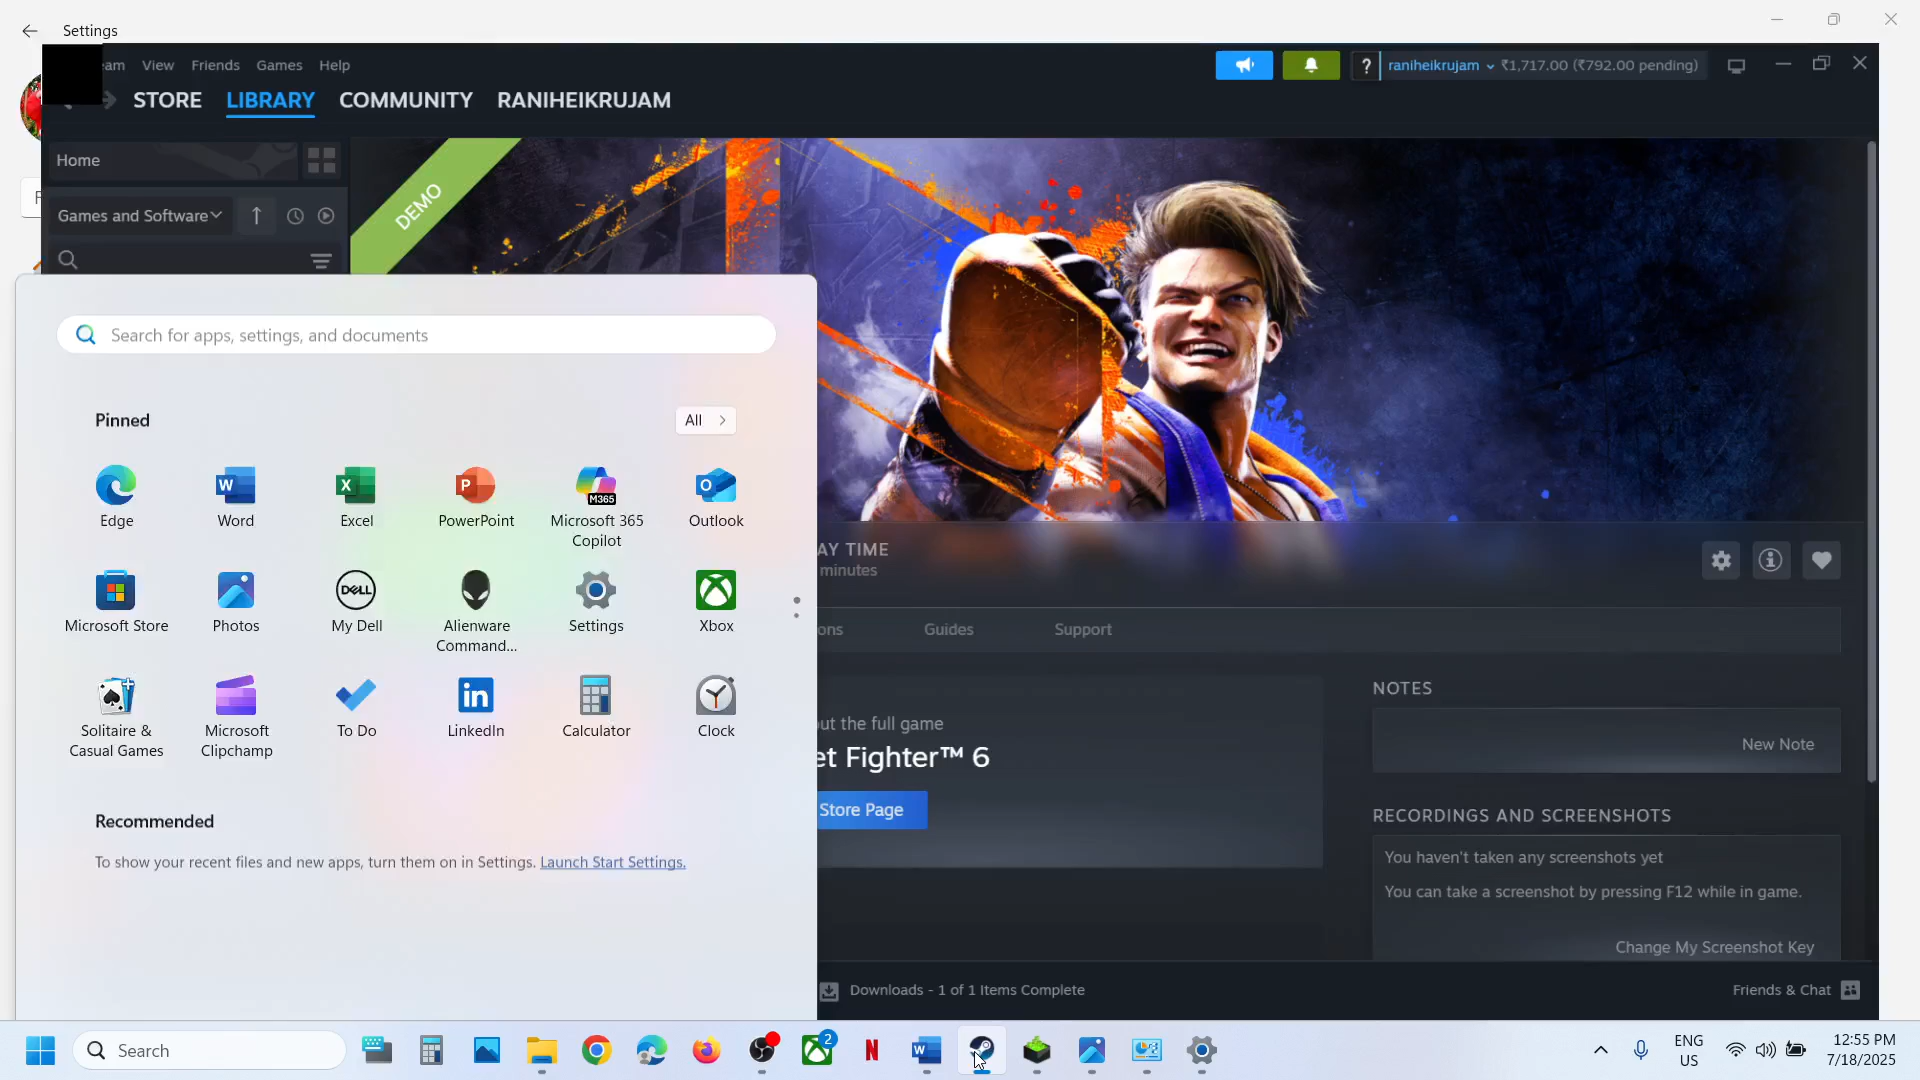 Settings
eam View Friends Games Help
? raniheikrujam ₹1,717.00 (₹792.00 pending)
STORE LIBRARY COMMUNITY RANIHEIKRUJAM
Home
Games and Software
DEMO
Search for apps, settings, and documents
Pinned
All
Edge
Word
Excel
PowerPoint
Microsoft 365
Copilot
Outlook
Microsoft Store
Photos
My Dell
Alienware
Command...
Settings
Xbox
Solitaire &
Casual Games
Microsoft
Clipchamp
To Do
LinkedIn
Calculator
Clock
Recommended
To show your recent files and new apps, turn them on in Settings. Launch Start Settings.
AY TIME
minutes
ons Guides Support
ut the full game
et Fighter™ 6
Store Page
NOTES
New Note
RECORDINGS AND SCREENSHOTS
You haven't taken any screenshots yet
You can take a screenshot by pressing F12 while in game.
Change My Screenshot Key
Downloads - 1 of 1 Items Complete
Friends & Chat
Search
2
ENG
US
12:55 PM
7/18/2025